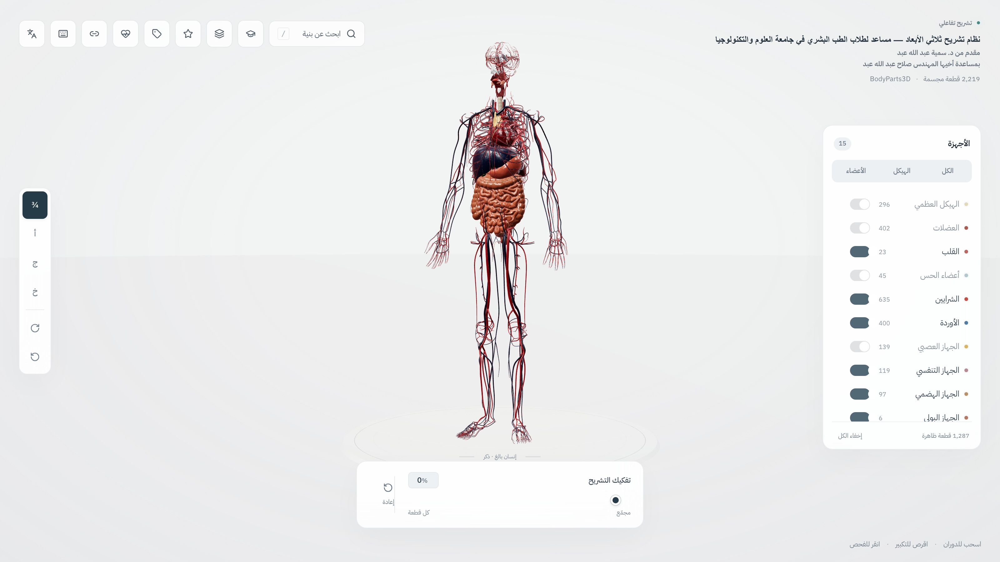 تشريح تفاعلي
نظام تشريح ثلاثي الأبعاد — مساعد لطلاب الطب البشري في جامعة العلوم والتكنولوجيا
مقدم من د. سمية عبد الله عبد
بمساعدة أخيها المهندس صلاح عبد الله عبد
2,219 قطعة مجسمة · BodyParts3D
ابحث عن بنية /
الأجهزة 15
الكل الهيكل الأعضاء
الهيكل العظمي 296
العضلات 402
القلب 23
أعضاء الحس 45
الشرايين 635
الأوردة 400
الجهاز العصبي 139
الجهاز التنفسي 119
الجهاز الهضمي 97
الجهاز البولي 6
1,287 قطعة ظاهرة إخفاء الكل
¾
أ
ج
خ
إنسان بالغ · ذكر
تفكيك التشريح 0%
إعادة
مجمّع كل قطعة
اسحب للدوران · اقرص للتكبير · انقر للفحص